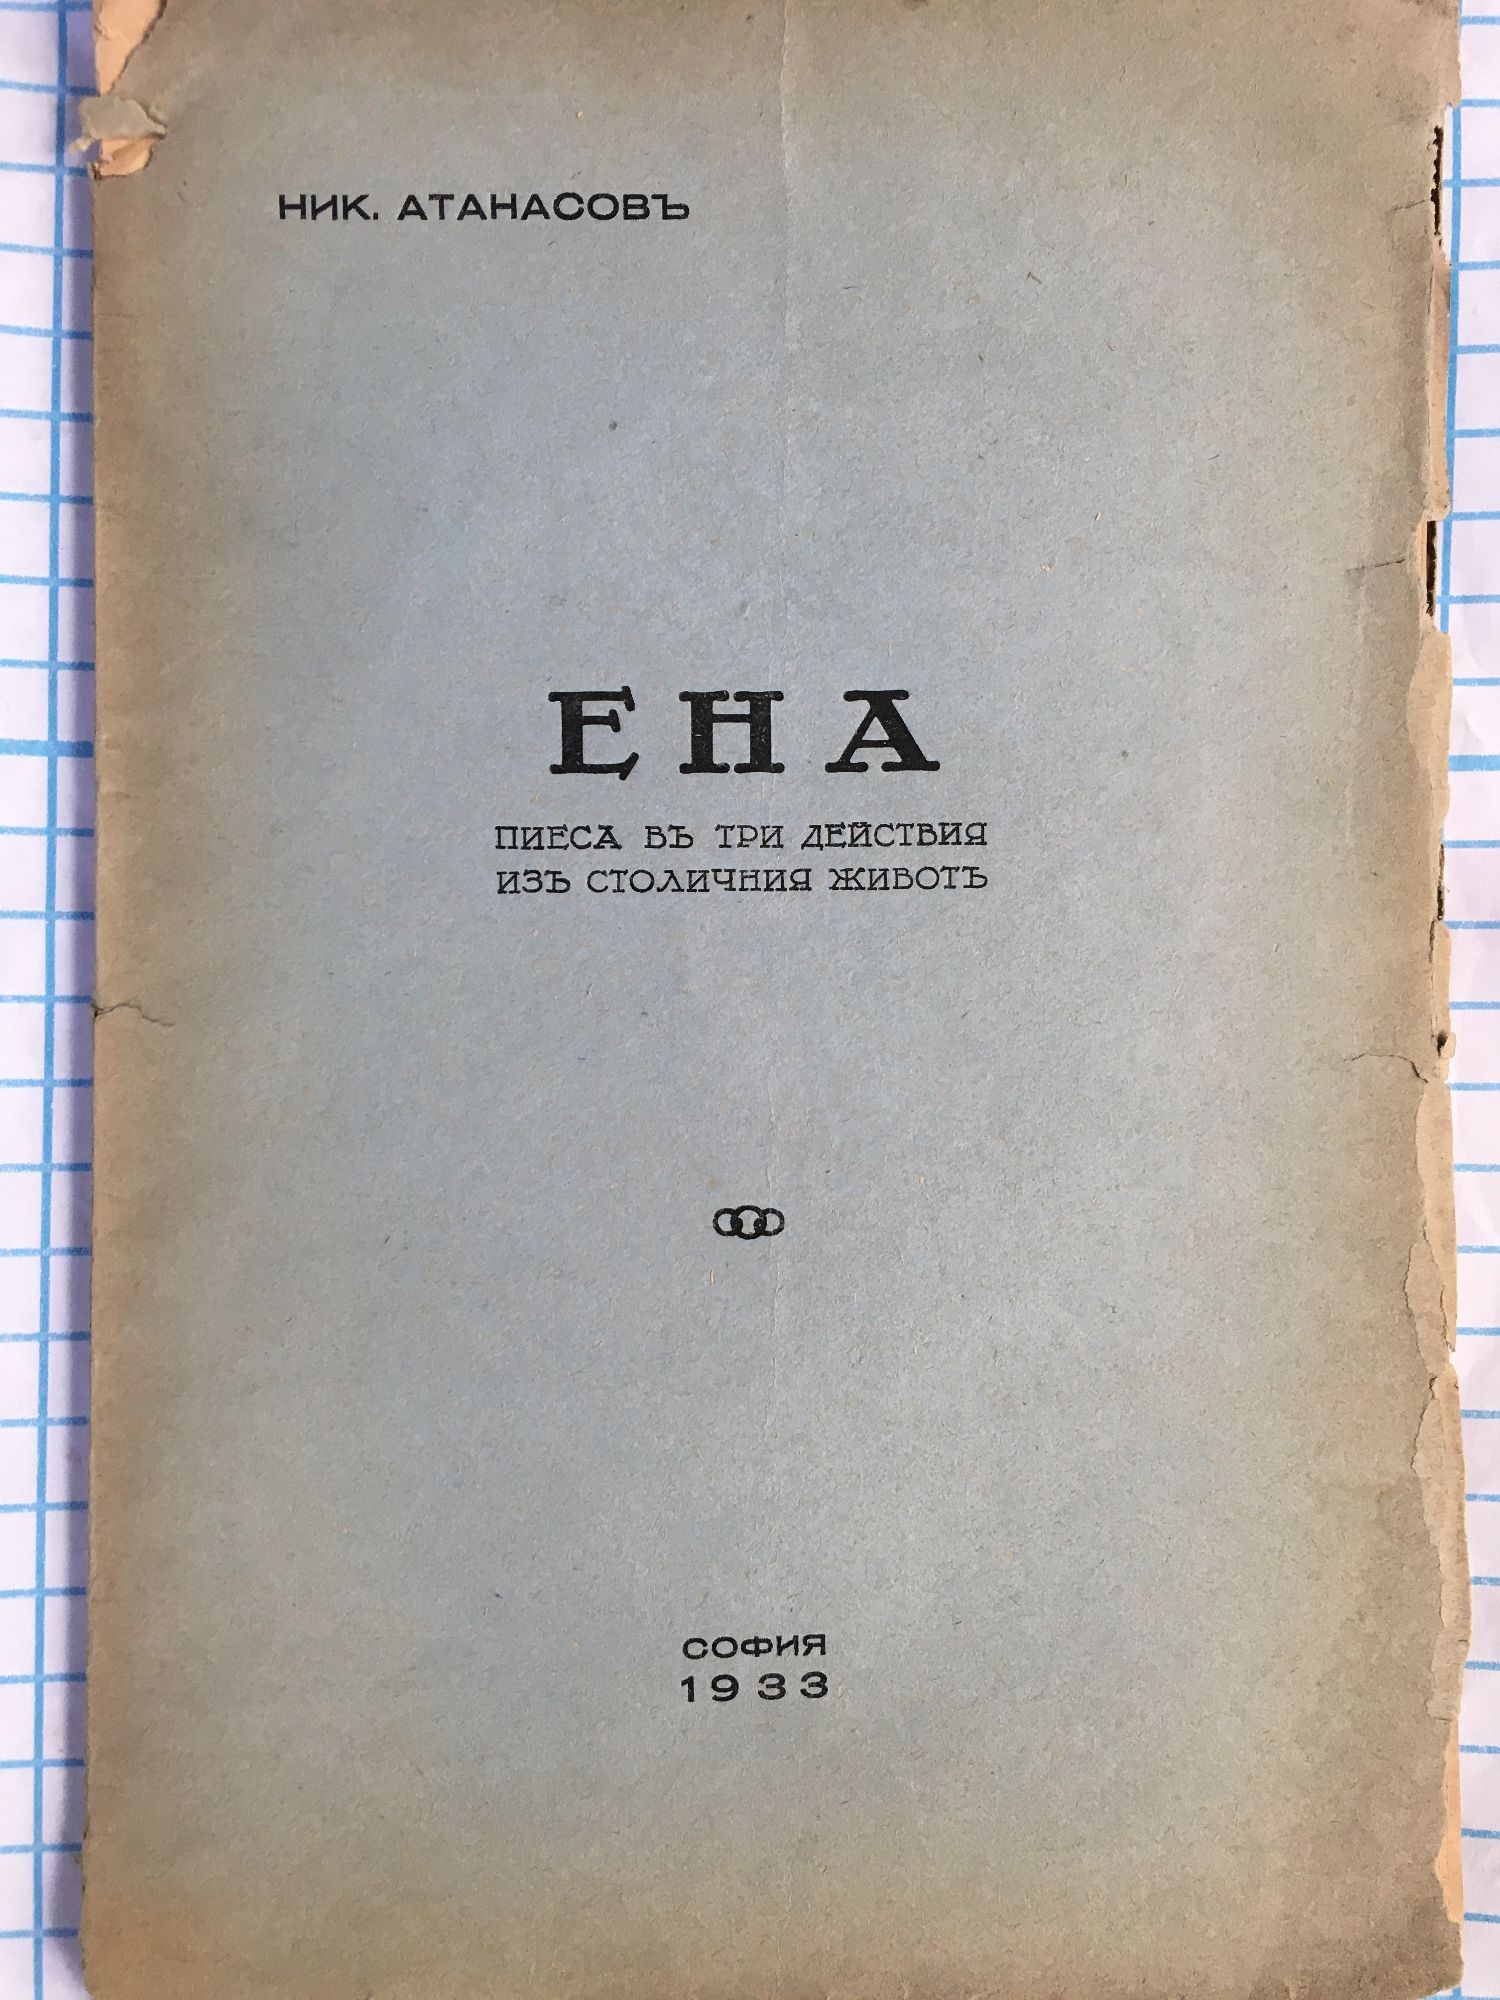 НИК. АТАНАСОВЪ
ЕНА
ПИЕСА ВЪ ТРИ ДЕЙСТВИЯ
ИЗЪ СТОЛИЧНИЯ ЖИВОТЪ
СОФИЯ
1933